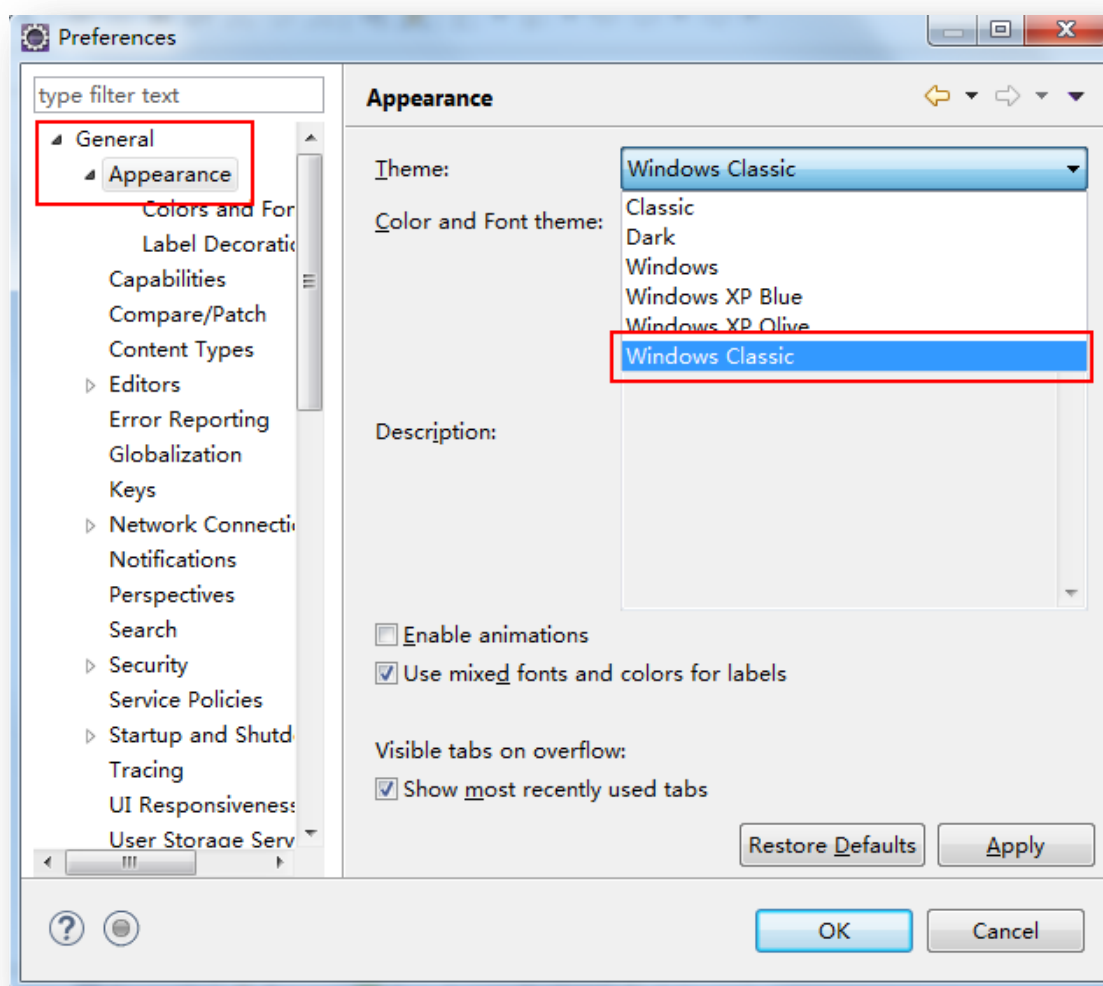 Preferences
type filter text
General
Appearance
Colors and For
Label Decoratio
Capabilities
Compare/Patch
Content Types
Editors
Error Reporting
Globalization
Keys
Network Connecti
Notifications
Perspectives
Search
Security
Service Policies
Startup and Shutd
Tracing
UI Responsiveness
User Storage Serv
Appearance
Theme:
Windows Classic
Color and Font theme:
Classic
Dark
Windows
Windows XP Blue
Windows XP Olive
Windows Classic
Description:
Enable animations
Use mixed fonts and colors for labels
Visible tabs on overflow:
Show most recently used tabs
Restore Defaults
Apply
OK
Cancel